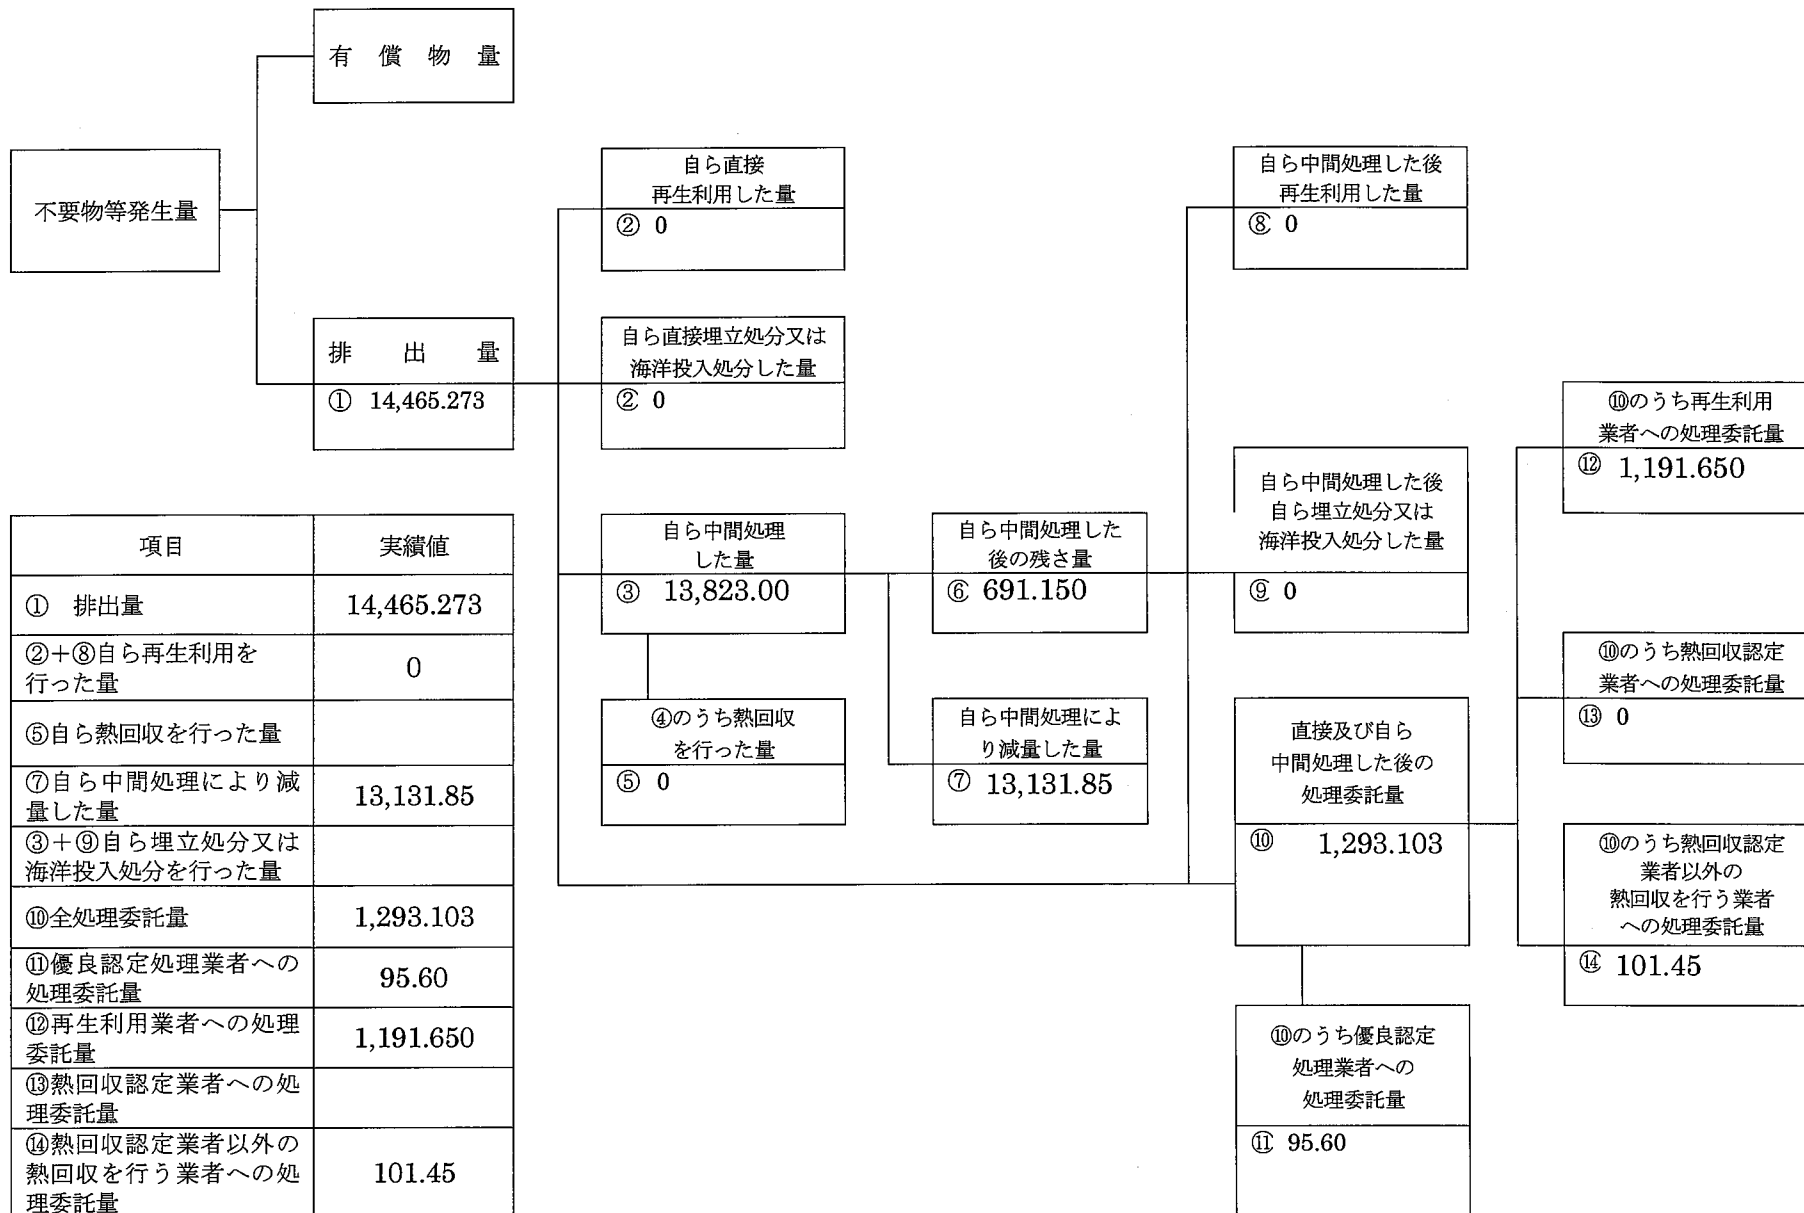 有償物量
不要物等発生量
排出量
① 14,465.273
自ら直接
再生利用した量
② 0
自ら直接埋立処分又は
海洋投入処分した量
② 0
自ら中間処理
した量
③ 13,823.00
④のうち熱回収
を行った量
⑤ 0
自ら中間処理した
後の残さ量
⑥ 691.150
自ら中間処理によ
り減量した量
⑦ 13,131.85
自ら中間処理した後
再生利用した量
⑧ 0
自ら中間処理した後
自ら埋立処分又は
海洋投入処分した量
⑨ 0
直接及び自ら
中間処理した後の
処理委託量
⑩ 1,293.103
⑩のうち優良認定
処理業者への
処理委託量
⑪ 95.60
⑩のうち再生利用
業者への処理委託量
⑫ 1,191.650
⑩のうち熱回収認定
業者への処理委託量
⑬ 0
⑩のうち熱回収認定
業者以外の
熱回収を行う業者
への処理委託量
⑭ 101.45
項目 実績値
① 排出量 14,465.273
②+⑧自ら再生利用を
行った量 0
⑤自ら熱回収を行った量
⑦自ら中間処理により減
量した量 13,131.85
③+⑨自ら埋立処分又は
海洋投入処分を行った量
⑩全処理委託量 1,293.103
⑪優良認定処理業者への
処理委託量 95.60
⑫再生利用業者への処理
委託量 1,191.650
⑬熱回収認定業者への処
理委託量
⑭熱回収認定業者以外の
熱回収を行う業者への処
理委託量 101.45